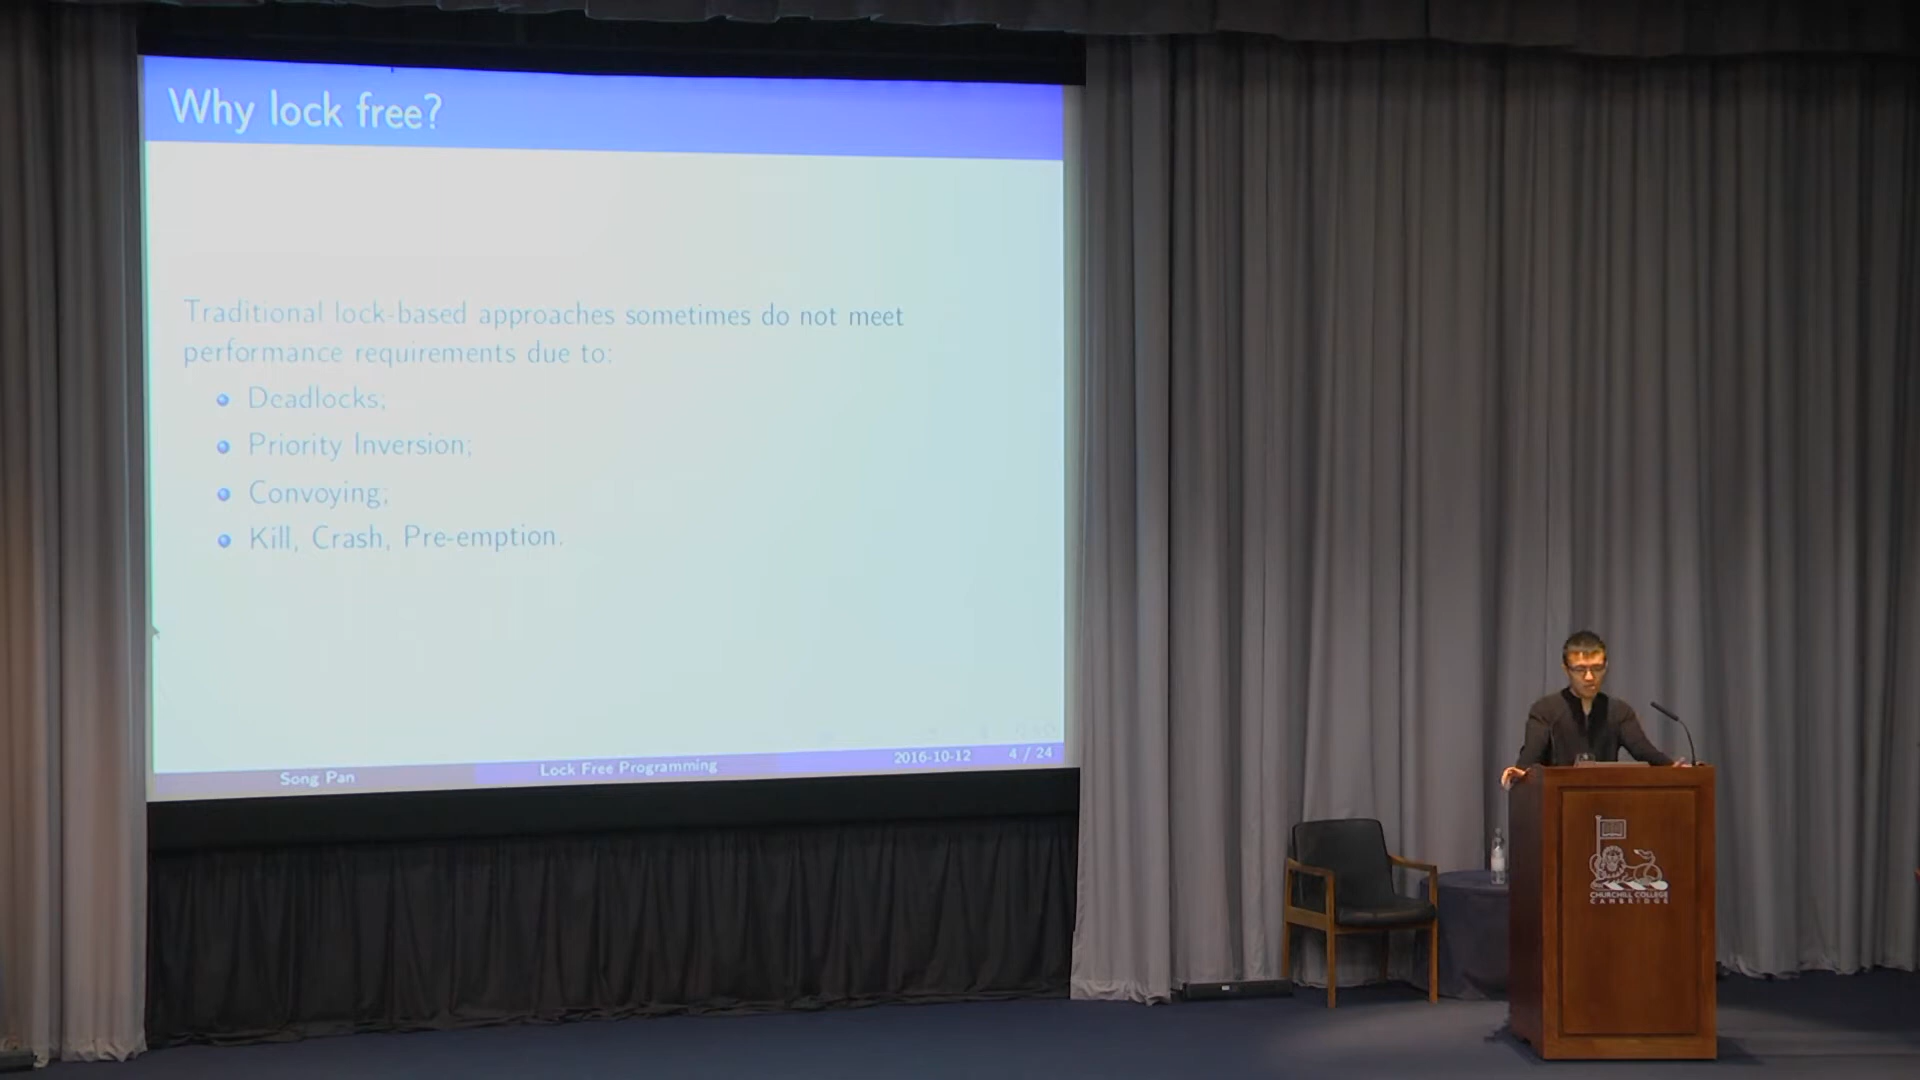 Why lock free?
Traditional lock-based approaches sometimes do not meet
performance requirements due to:
Deadlocks;
Priority Inversion;
Convoying;
Kill, Crash, Pre-emption.
Song Pan
Lock Free Programming
2016-10-12
4 / 24
CHURCHILL COLLEGE
CAMBRIDGE